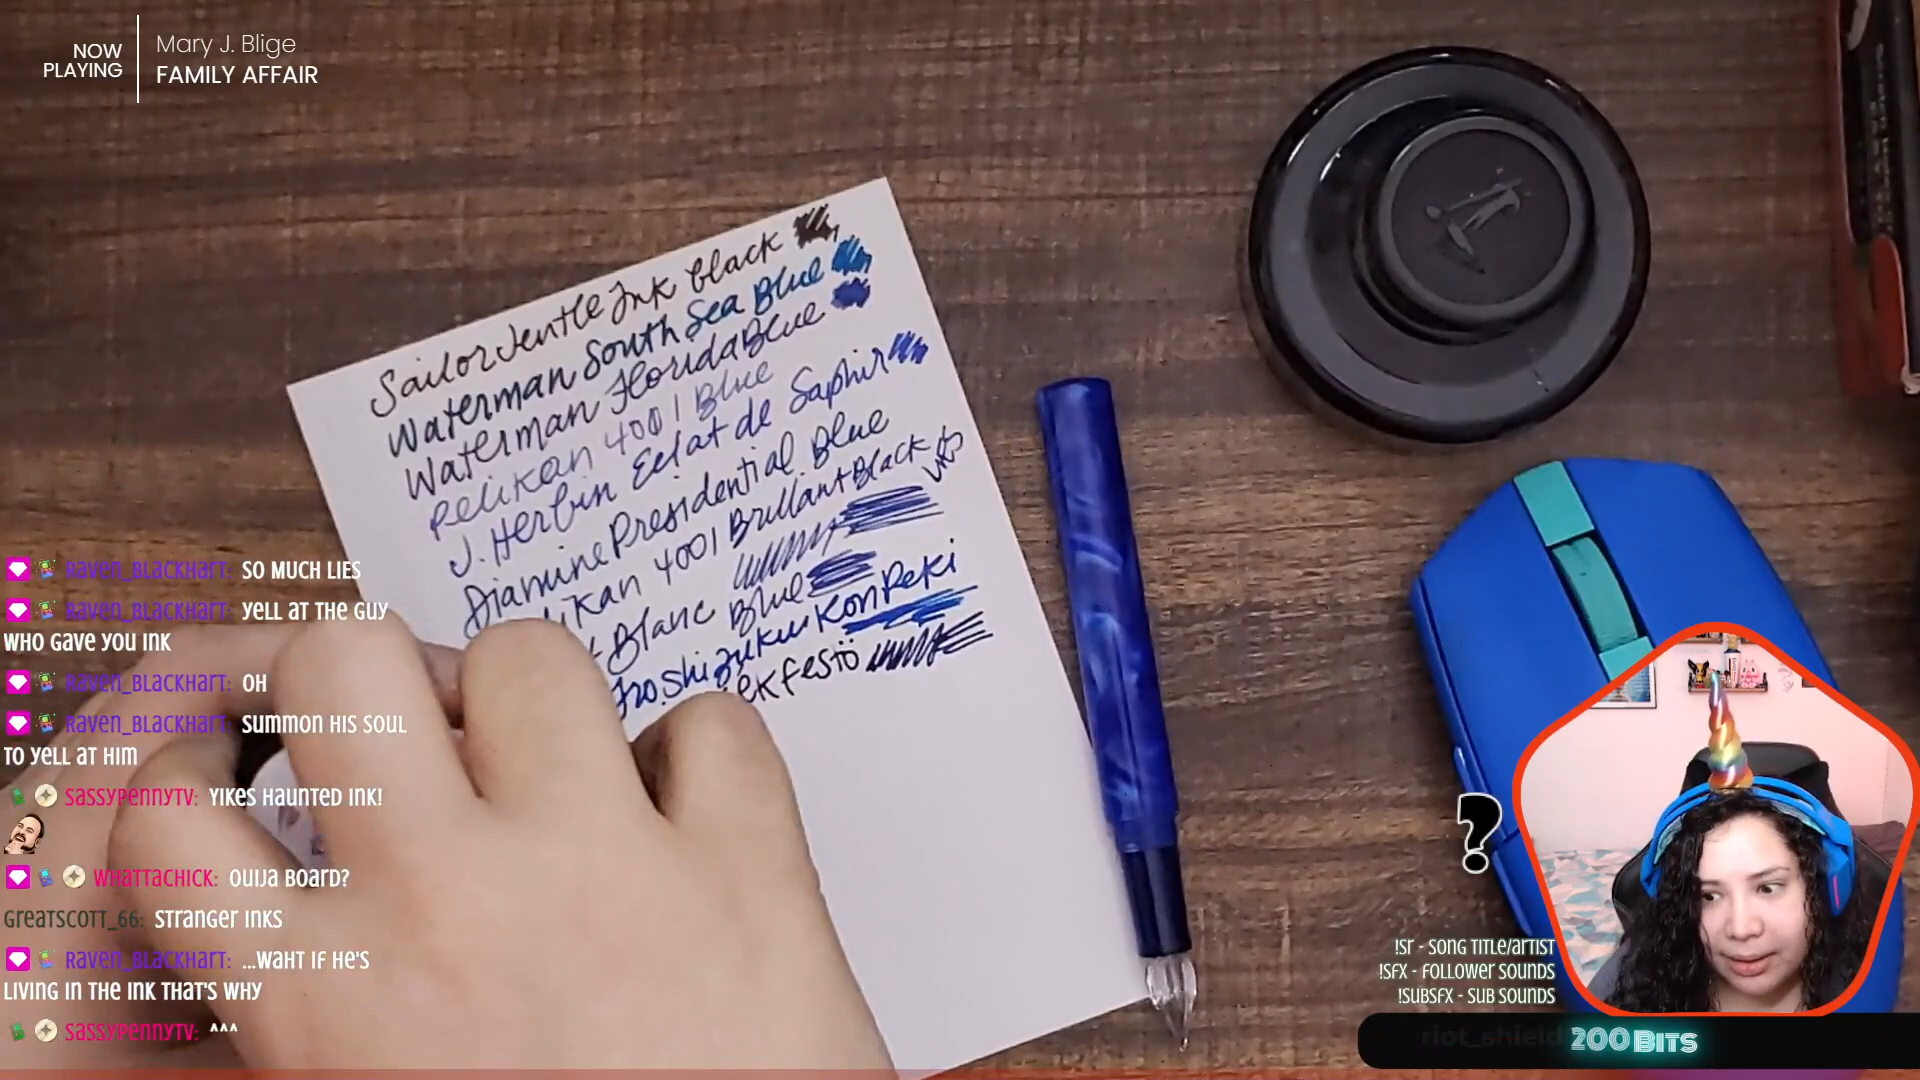 NOW
PLAYING
Mary J. Blige
FAMILY AFFAIR
Sailor Jentle Ink black
Waterman South Sea Blue
Waterman Florida Blue
Pelikan 4001 Blue
J. Herbin Eclat de Saphir
Diamine Presidential Blue
likan 4001 Brillant Black
t Blanc Blue
Iroshizuku Kon Peki
ekfestö
Raven_Blackhart: SO MUCH LIES
Raven_Blackhart: yell at the guy
who gave you ink
Raven_Blackhart: OH
Raven_Blackhart: SUMMON HIS SOUL
TO yELL AT HIM
SassyPennyTV: Yikes haunted ink!
Whattachick: Ouija board?
GreatScott_66: Stranger Inks
Raven_Blackhart: ...waht if he's
living in the ink that's why
SassyPennyTV: ^^^
?
!sr - Song Title/Artist
!sfx - Follower Sounds
!subsfx - Sub Sounds
riot_shield 200 Bits